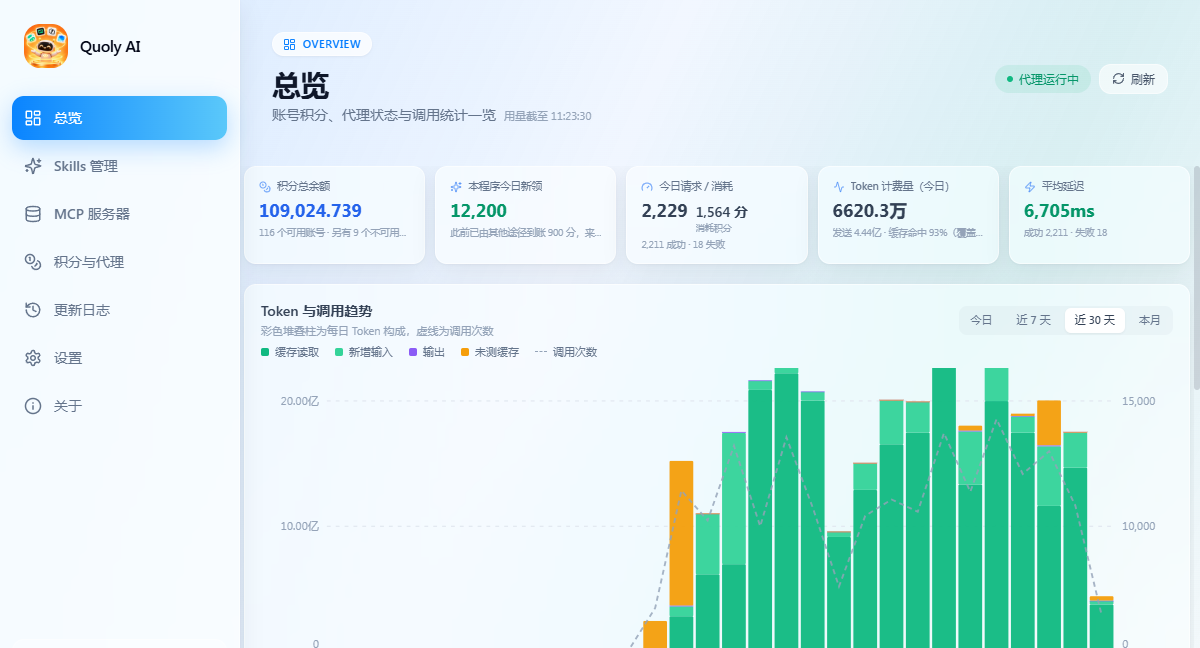 Quoly AI
总览
Skills 管理
MCP 服务器
积分与代理
更新日志
设置
关于
OVERVIEW
总览
账号积分、代理状态与调用统计一览 用量截至 11:23:30
代理运行中
刷新
积分总余额
109,024.739
116 个可用账号 · 另有 9 个不可用...
本程序今日新领
12,200
此前已由其他途径到账 900 分，来...
今日请求 / 消耗
2,229 1,564 分
消耗积分
2,211 成功 · 18 失败
Token 计费量（今日）
6620.3万
发送 4.44亿 · 缓存命中 93%（覆盖...
平均延迟
6,705ms
成功 2,211 · 失败 18
Token 与调用趋势
彩色堆叠柱为每日 Token 构成，虚线为调用次数
今日 近 7 天 近 30 天 本月
缓存读取 新增输入 输出 未测缓存 调用次数
20.00亿 15,000
10.00亿 10,000
0 0